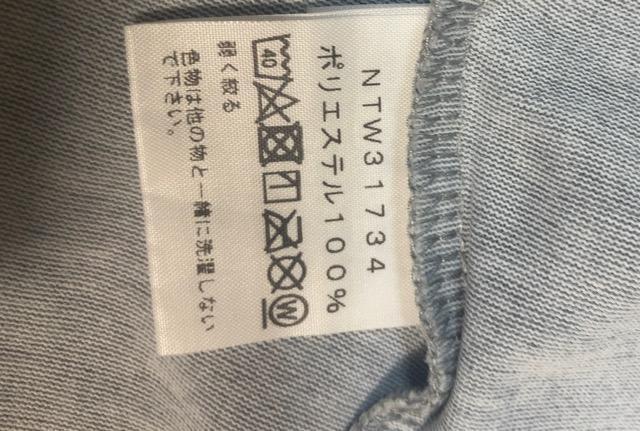 NTW31734
ポリエステル100%
40 W
弱く絞る
色物は他の物と一緒に洗濯しない
で下さい。